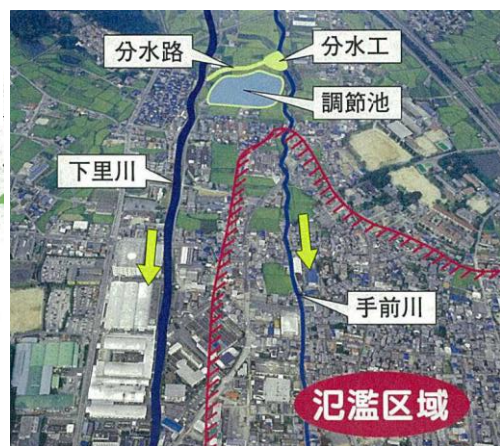 分水路
分水工
調節池
下里川
手前川
氾濫区域